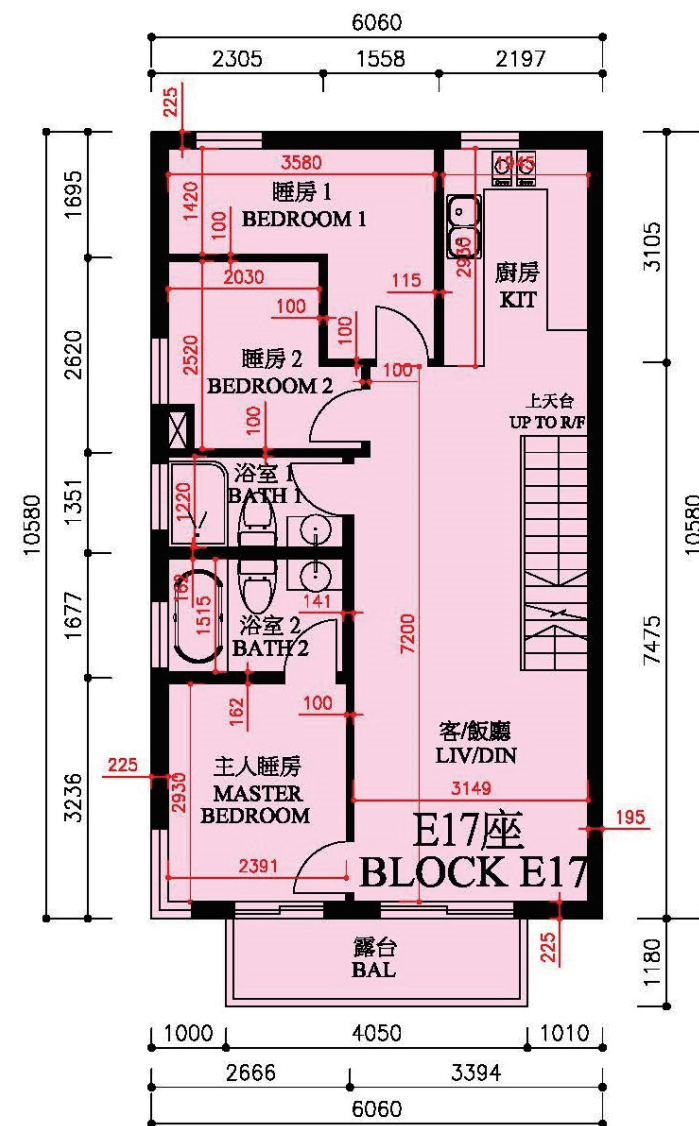 6060
2305 1558 2197
225
3580
1945
1695
1420
睡房 1
BEDROOM 1
100
2930
3105
廚房
KIT
2030
115
100
100
2620
2520
睡房 2
BEDROOM 2
100
上天台
UP TO R/F
100
浴室 1
BATH 1
1351
1220
10580
10580
162
1677
1515
141
浴室 2
BATH 2
7200
7475
162
100
客/飯廳
LIV/DIN
225
主人睡房
MASTER
BEDROOM
3236
2930
3149
195
2391
E17座
BLOCK E17
225
露台
BAL
1180
1000 4050 1010
2666 3394
6060